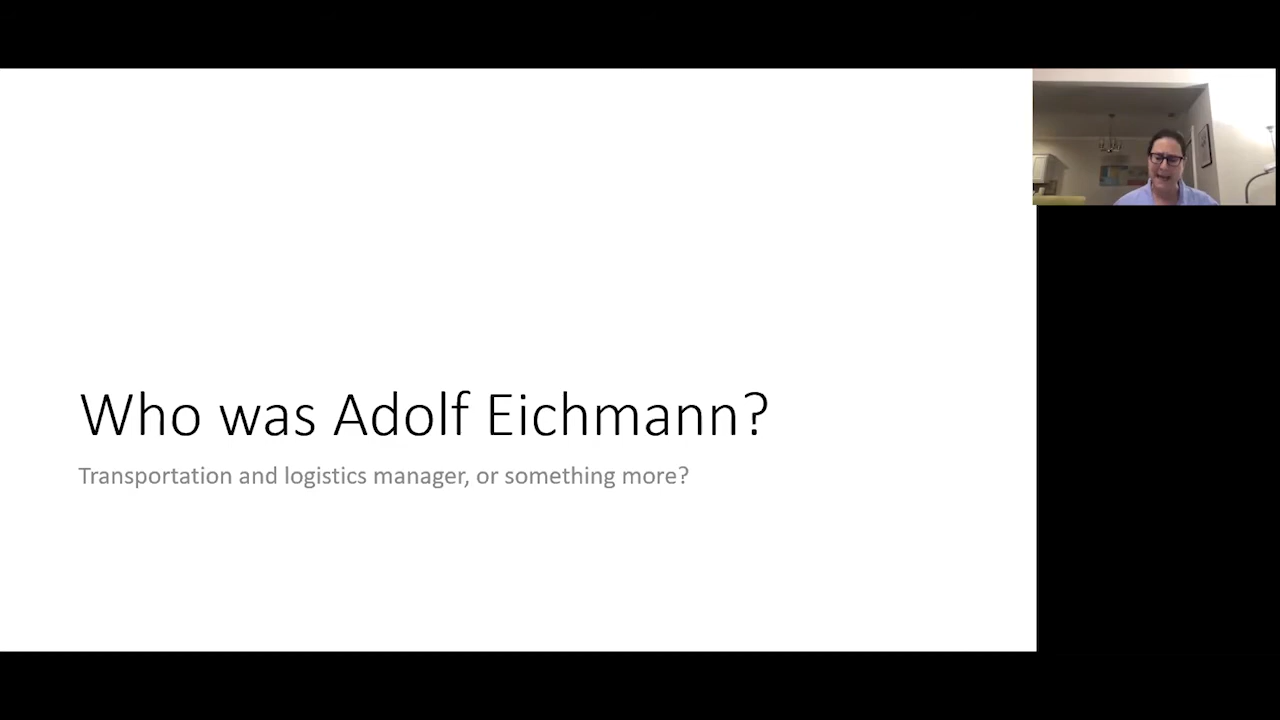 Who was Adolf Eichmann?
Transportation and logistics manager, or something more?